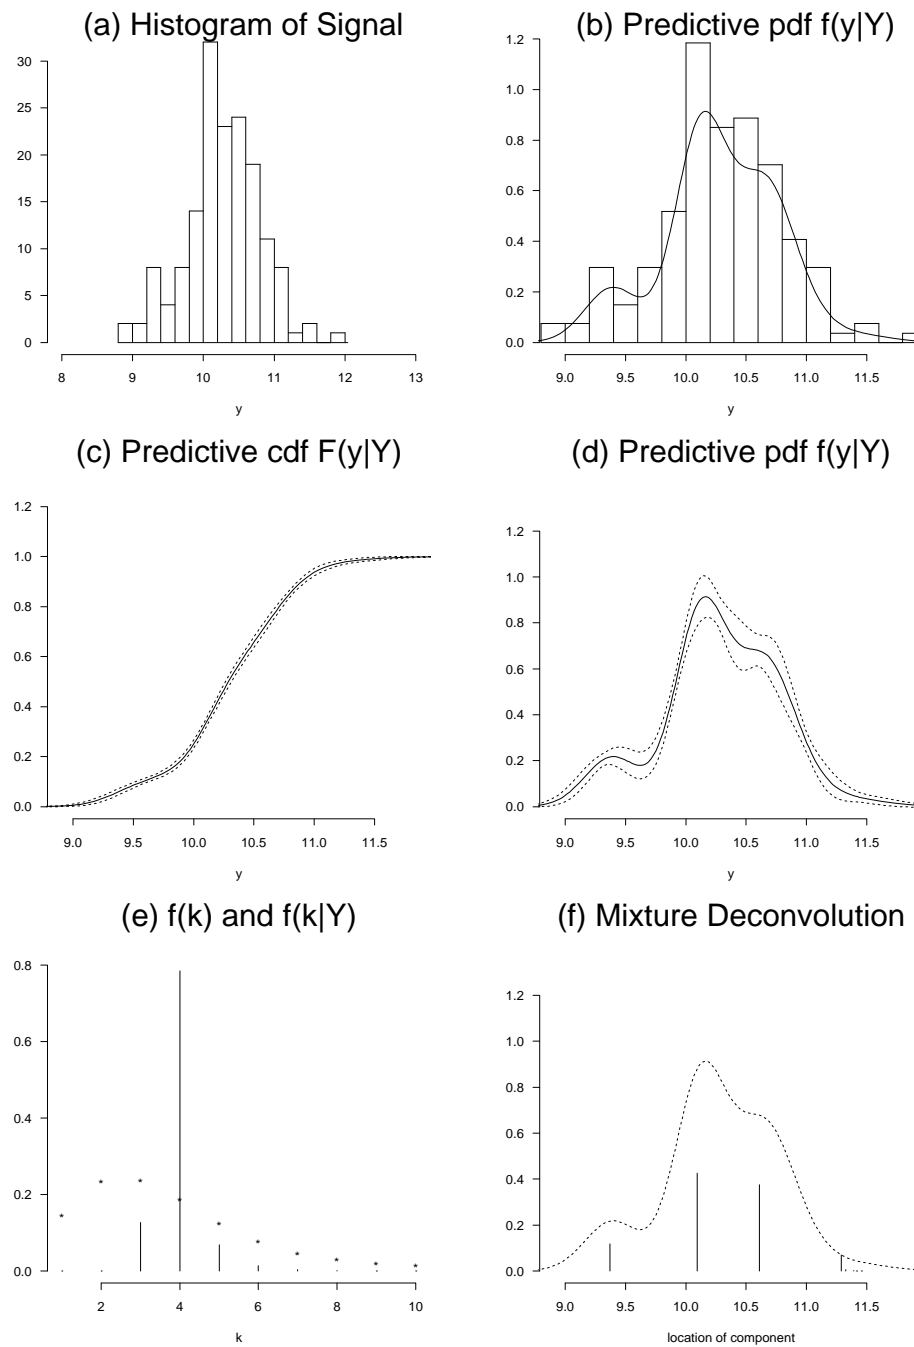 (a) Histogram of Signal
30
25
20
15
10
5
0
8 9 10 11 12 13
y
(b) Predictive pdf f(y|Y)
1.2
1.0
0.8
0.6
0.4
0.2
0.0
9.0 9.5 10.0 10.5 11.0 11.5
y
(c) Predictive cdf F(y|Y)
1.2
1.0
0.8
0.6
0.4
0.2
0.0
9.0 9.5 10.0 10.5 11.0 11.5
y
(d) Predictive pdf f(y|Y)
1.2
1.0
0.8
0.6
0.4
0.2
0.0
9.0 9.5 10.0 10.5 11.0 11.5
y
(e) f(k) and f(k|Y)
0.8
0.6
0.4
0.2
0.0
2 4 6 8 10
k
(f) Mixture Deconvolution
1.2
1.0
0.8
0.6
0.4
0.2
0.0
9.0 9.5 10.0 10.5 11.0 11.5
location of component